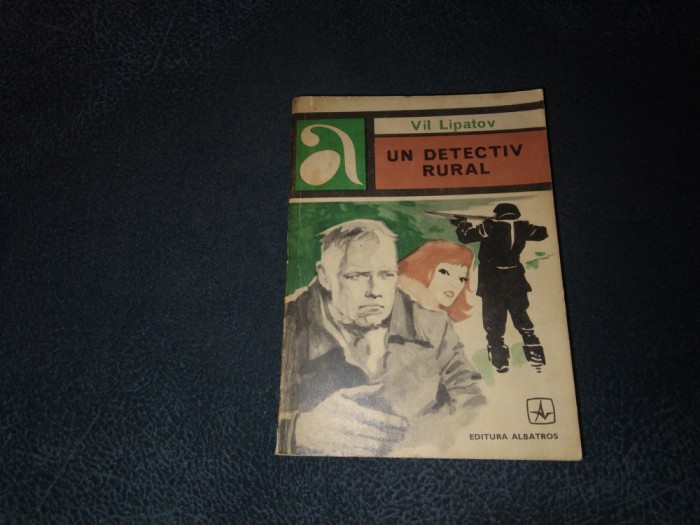 a
Vil Lipatov
UN DETECTIV
RURAL
EDITURA ALBATROS